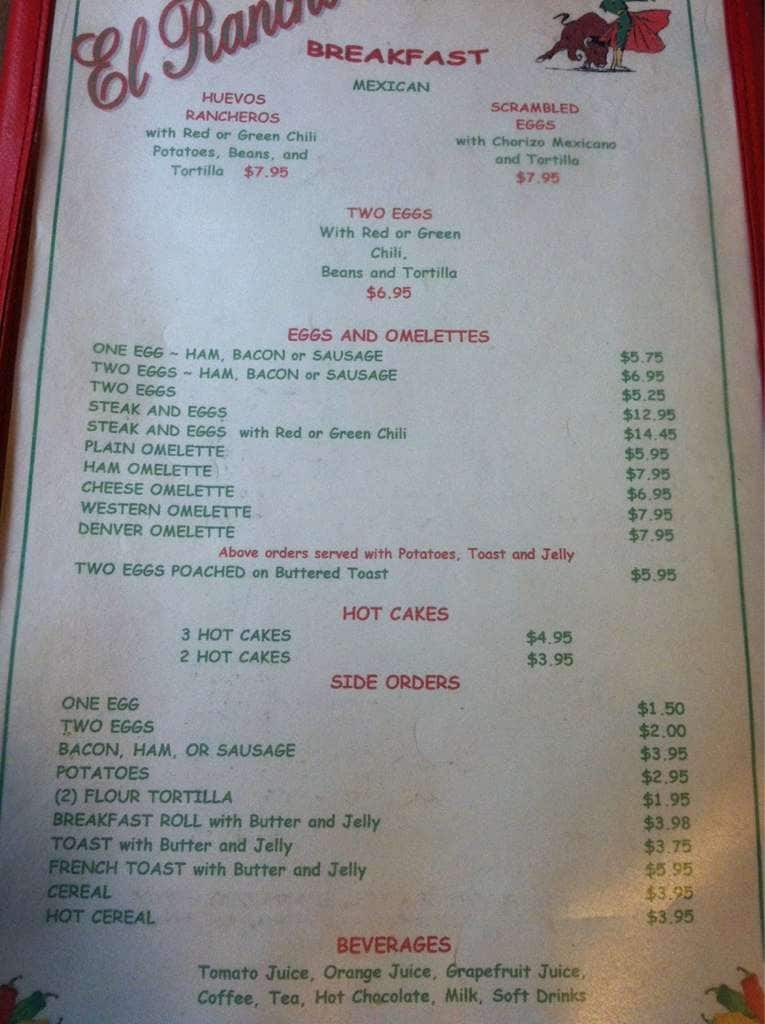 El Rancho
BREAKFAST
MEXICAN
HUEVOS
RANCHEROS
with Red or Green Chili
Potatoes, Beans, and
Tortilla $7.95
SCRAMBLED
EGGS
with Chorizo Mexicano
and Tortilla
$7.95
TWO EGGS
With Red or Green
Chili,
Beans and Tortilla
$6.95
EGGS AND OMELETTES
ONE EGG ~ HAM, BACON or SAUSAGE $5.75
TWO EGGS ~ HAM, BACON or SAUSAGE $6.95
TWO EGGS $5.25
STEAK AND EGGS $12.95
STEAK AND EGGS with Red or Green Chili $14.45
PLAIN OMELETTE $5.95
HAM OMELETTE $7.95
CHEESE OMELETTE $6.95
WESTERN OMELETTE $7.95
DENVER OMELETTE $7.95
Above orders served with Potatoes, Toast and Jelly
TWO EGGS POACHED on Buttered Toast $5.95
HOT CAKES
3 HOT CAKES $4.95
2 HOT CAKES $3.95
SIDE ORDERS
ONE EGG $1.50
TWO EGGS $2.00
BACON, HAM, OR SAUSAGE $3.95
POTATOES $2.95
(2) FLOUR TORTILLA $1.95
BREAKFAST ROLL with Butter and Jelly $3.98
TOAST with Butter and Jelly $3.75
FRENCH TOAST with Butter and Jelly $5.95
CEREAL $3.95
HOT CEREAL $3.95
BEVERAGES
Tomato Juice, Orange Juice, Grapefruit Juice,
Coffee, Tea, Hot Chocolate, Milk, Soft Drinks